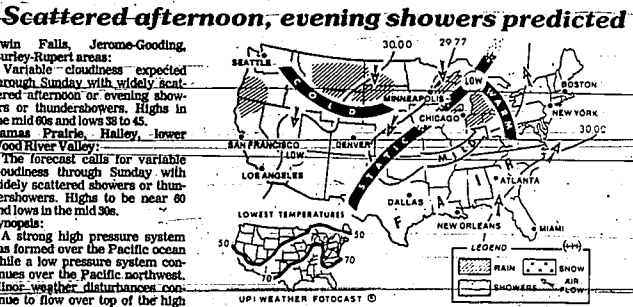 Scattered afternoon, evening showers predicted
win Falls, Jerome-Gooding,
urley-Rupert areas:
Variable cloudiness expected
hrough Sunday with widely scat-
ered afternoon or evening show-
rs or thundershowers. Highs in
he mid 60s and lows 38 to 45.
amas Prairie, Hailey, lower
ood River Valley:
The forecast calls for variable
loudiness through Sunday with
idely scattered showers or thun-
ershowers. Highs to be near 60
nd lows in the mid 30s.
ynopsis:
A strong high pressure system
as formed over the Pacific ocean
hile a low pressure system con-
nues over the Pacific northwest.
inor weather disturbances con-
nue to flow over top of the high
30.00
29.77
SEATTLE
COLD
LOW
MINNEAPOLIS
WARM
BOSTON
CHICAGO
NEW YORK
SAN FRANCISCO
LOW
DENVER
STATIC
MILD
30.00
LOS ANGELES
ATLANTA
DALLAS
FAIR
NEW ORLEANS
MIAMI
LOWEST TEMPERATURES
50
50
70
70
LEGEND
RAIN
SNOW
SHOWERS
AIR FLOW
UPI WEATHER FOTOCAST ©